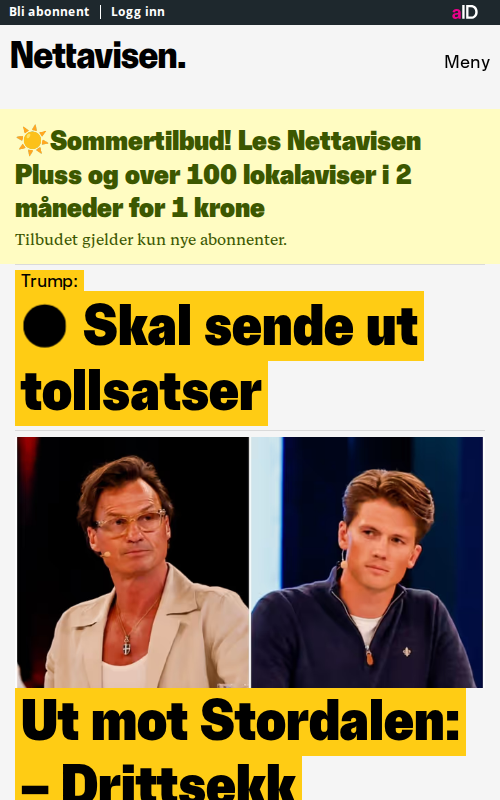 Bli abonnent | Logg inn
aID
Nettavisen.
Meny
☀️Sommertilbud! Les Nettavisen
Pluss og over 100 lokalaviser i 2
måneder for 1 krone
Tilbudet gjelder kun nye abonnenter.
Trump:
● Skal sende ut
tollsatser
Ut mot Stordalen:
– Drittsekk